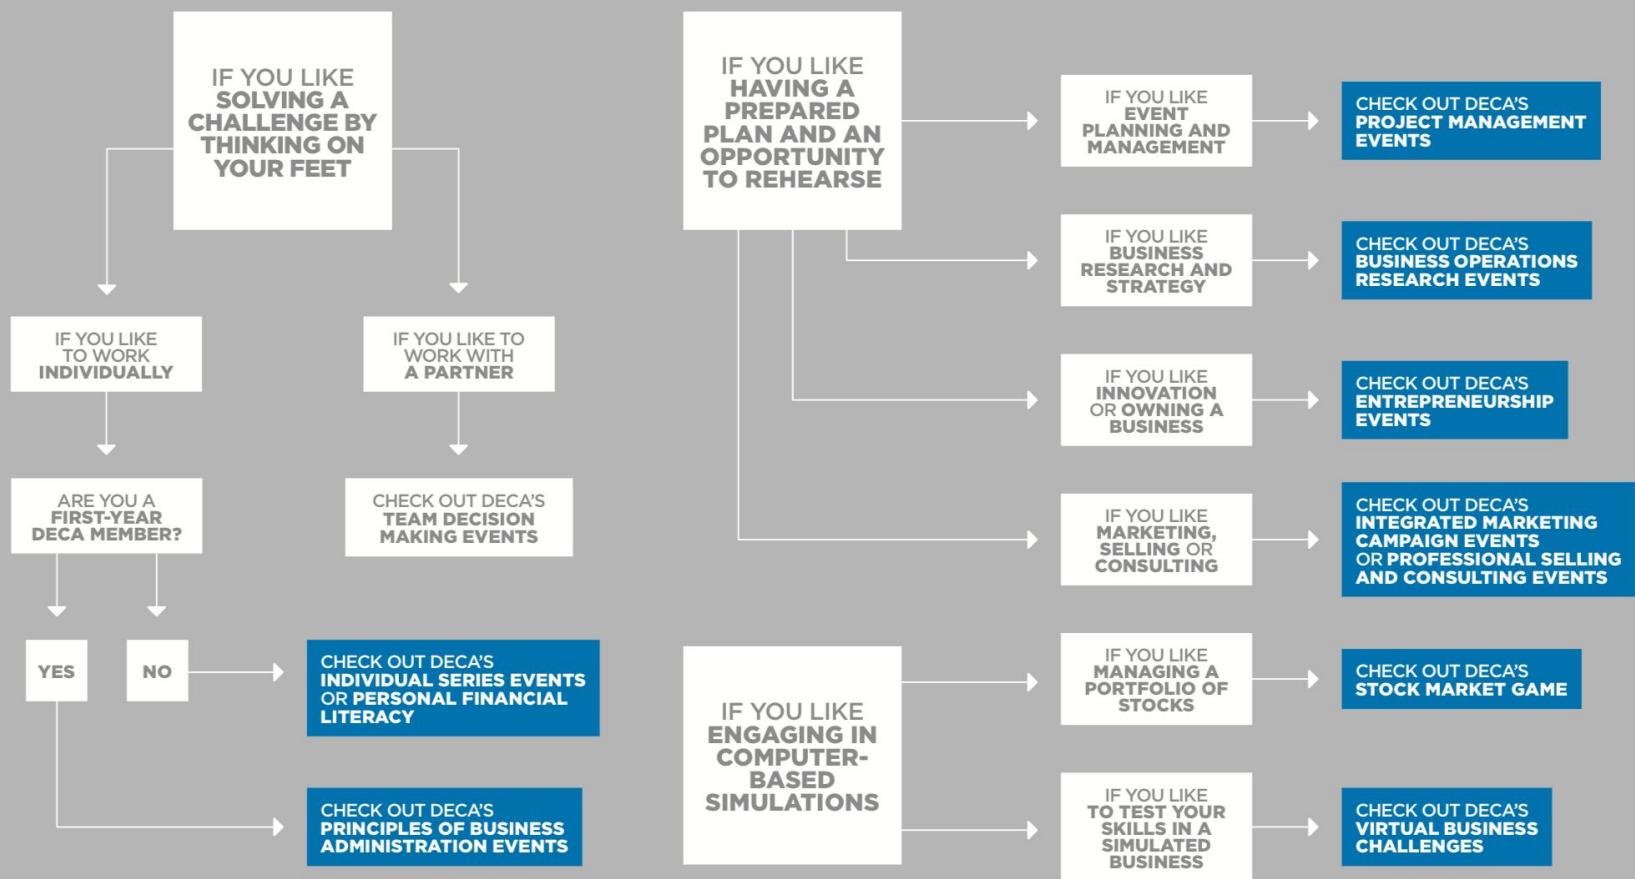 IF YOU LIKE
SOLVING A
CHALLENGE BY
THINKING ON
YOUR FEET
IF YOU LIKE
TO WORK
INDIVIDUALLY
IF YOU LIKE TO
WORK WITH
A PARTNER
ARE YOU A
FIRST-YEAR
DECA MEMBER?
CHECK OUT DECA'S
TEAM DECISION
MAKING EVENTS
YES
NO
CHECK OUT DECA'S
INDIVIDUAL SERIES EVENTS
OR PERSONAL FINANCIAL
LITERACY
CHECK OUT DECA'S
PRINCIPLES OF BUSINESS
ADMINISTRATION EVENTS
IF YOU LIKE
HAVING A
PREPARED
PLAN AND AN
OPPORTUNITY
TO REHEARSE
IF YOU LIKE
EVENT
PLANNING AND
MANAGEMENT
CHECK OUT DECA'S
PROJECT MANAGEMENT
EVENTS
IF YOU LIKE
BUSINESS
RESEARCH AND
STRATEGY
CHECK OUT DECA'S
BUSINESS OPERATIONS
RESEARCH EVENTS
IF YOU LIKE
INNOVATION
OR OWNING A
BUSINESS
CHECK OUT DECA'S
ENTREPRENEURSHIP
EVENTS
IF YOU LIKE
MARKETING,
SELLING OR
CONSULTING
CHECK OUT DECA'S
INTEGRATED MARKETING
CAMPAIGN EVENTS
OR PROFESSIONAL SELLING
AND CONSULTING EVENTS
IF YOU LIKE
ENGAGING IN
COMPUTER-
BASED
SIMULATIONS
IF YOU LIKE
MANAGING A
PORTFOLIO OF
STOCKS
CHECK OUT DECA'S
STOCK MARKET GAME
IF YOU LIKE
TO TEST YOUR
SKILLS IN A
SIMULATED
BUSINESS
CHECK OUT DECA'S
VIRTUAL BUSINESS
CHALLENGES